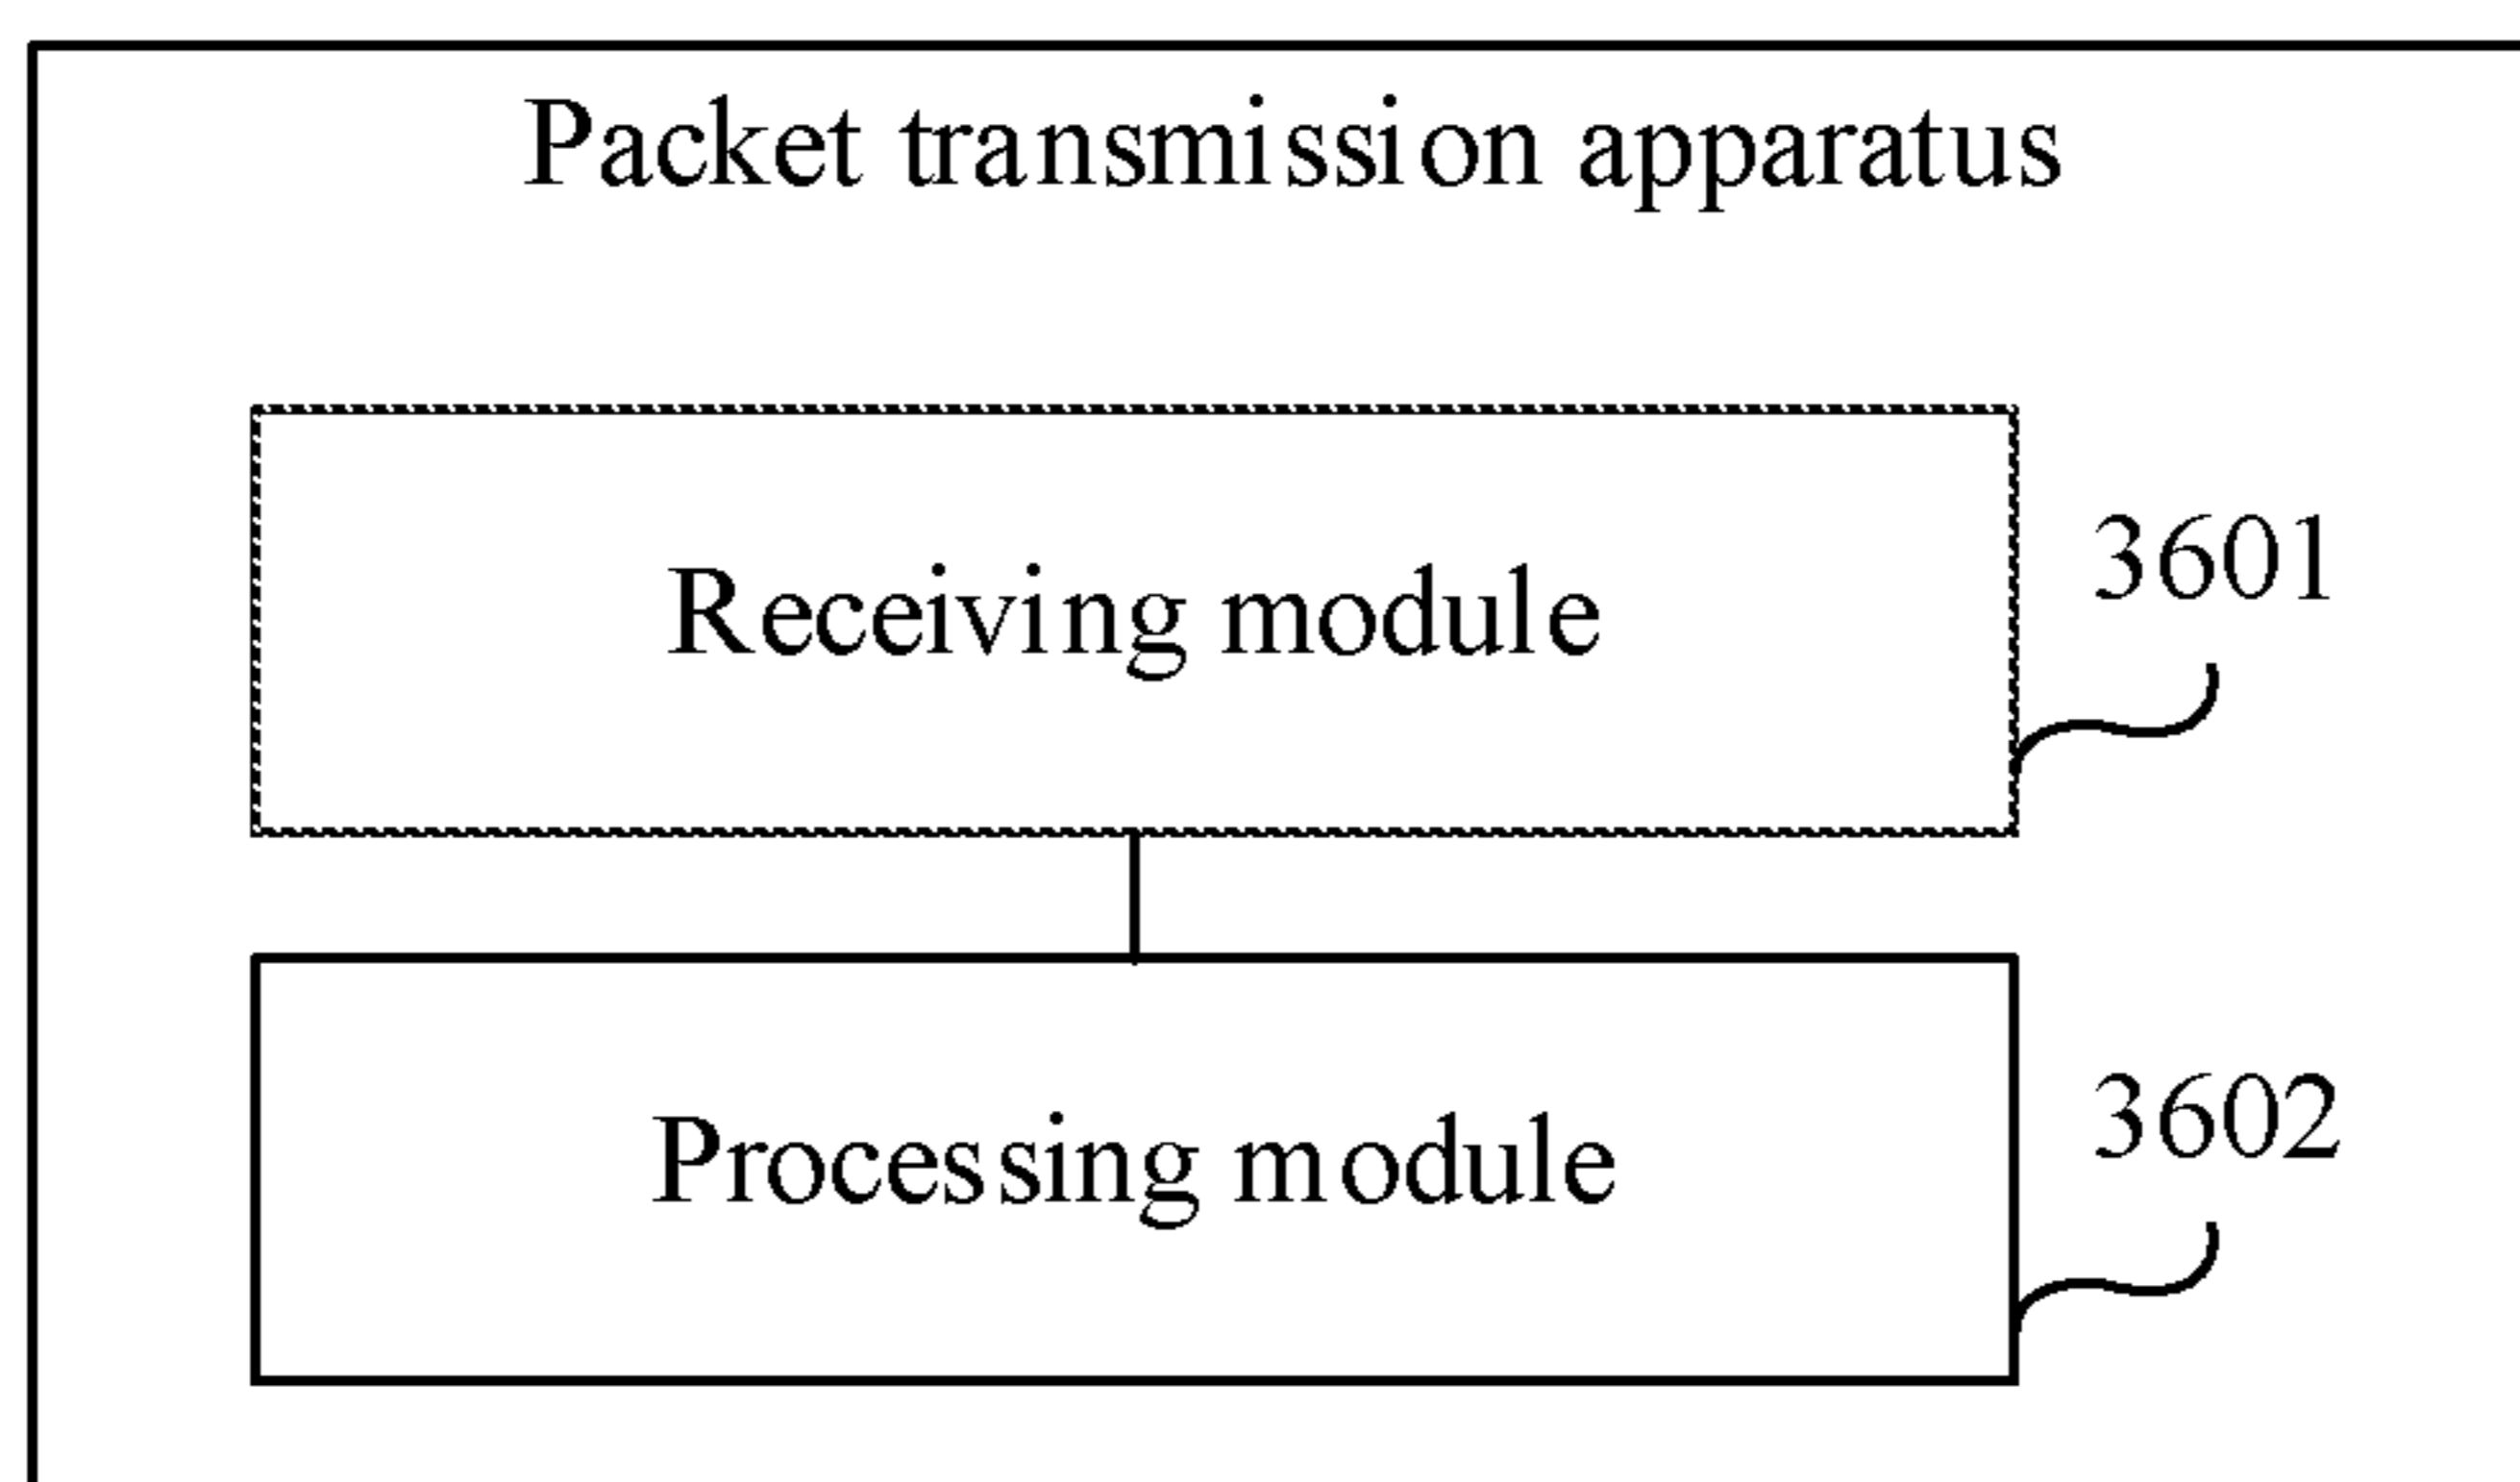 Packet transmission apparatus
Receiving module
3601
Processing module
3602